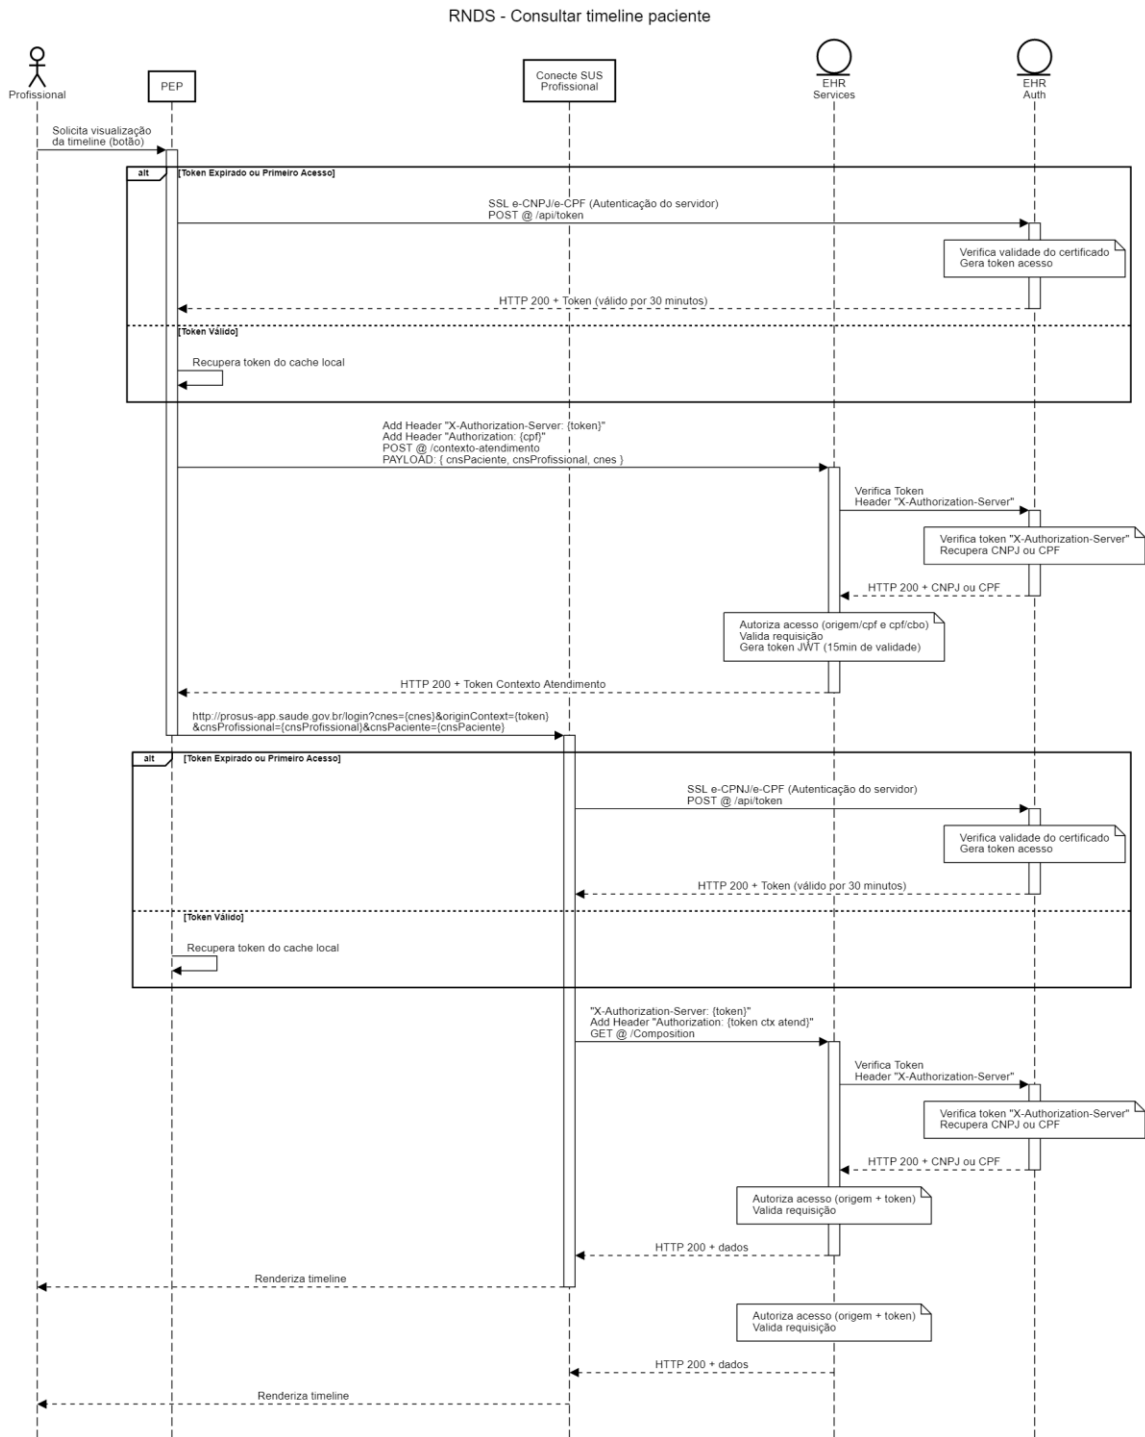 RNDS - Consultar timeline paciente
Profissional
PEP
Conecte SUS
Profissional
EHR
Services
EHR
Auth
Solicita visualização
da timeline (botão)
alt
[Token Expirado ou Primeiro Acesso]
SSL e-CNPJ/e-CPF (Autenticação do servidor)
POST @ /api/token
Verifica validade do certificado
Gera token acesso
HTTP 200 + Token (válido por 30 minutos)
[Token Válido]
Recupera token do cache local
Add Header "X-Authorization-Server: {token}"
Add Header "Authorization: {cpf}"
POST @ /contexto-atendimento
PAYLOAD: { cnsPaciente, cnsProfissional, cnes }
Verifica Token
Header "X-Authorization-Server"
Verifica token "X-Authorization-Server"
Recupera CNPJ ou CPF
HTTP 200 + CNPJ ou CPF
Autoriza acesso (origem/cpf e cpf/cbo)
Valida requisição
Gera token JWT (15min de validade)
HTTP 200 + Token Contexto Atendimento
http://prosus-app.saude.gov.br/login?cnes={cnes}&originContext={token}
&cnsProfissional={cnsProfissional}&cnsPaciente={cnsPaciente}
alt
[Token Expirado ou Primeiro Acesso]
SSL e-CPNJ/e-CPF (Autenticação do servidor)
POST @ /api/token
Verifica validade do certificado
Gera token acesso
HTTP 200 + Token (válido por 30 minutos)
[Token Válido]
Recupera token do cache local
"X-Authorization-Server: {token}"
Add Header "Authorization: {token ctx atend}"
GET @ /Composition
Verifica Token
Header "X-Authorization-Server"
Verifica token "X-Authorization-Server"
Recupera CNPJ ou CPF
HTTP 200 + CNPJ ou CPF
Autoriza acesso (origem + token)
Valida requisição
HTTP 200 + dados
Renderiza timeline
Autoriza acesso (origem + token)
Valida requisição
HTTP 200 + dados
Renderiza timeline